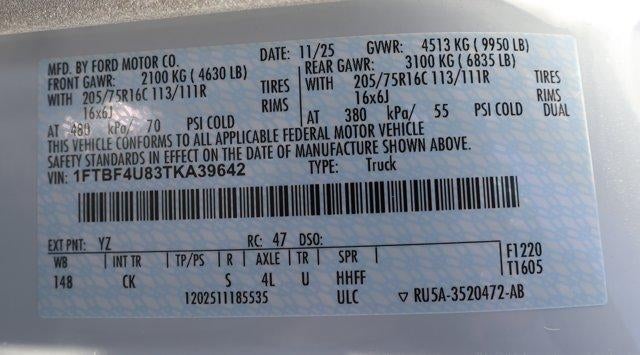 MFD. BY FORD MOTOR CO. DATE: 11/25 GVWR: 4513 KG (9950 LB)
FRONT GAWR: 2100 KG (4630 LB) REAR GAWR: 3100 KG (6835 LB)
WITH 205/75R16C 113/111R TIRES WITH 205/75R16C 113/111R TIRES
16x6J RIMS 16x6J RIMS
AT 480 kPa/ 70 PSI COLD AT 380 kPa/ 55 PSI COLD DUAL
THIS VEHICLE CONFORMS TO ALL APPLICABLE FEDERAL MOTOR VEHICLE
SAFETY STANDARDS IN EFFECT ON THE DATE OF MANUFACTURE SHOWN ABOVE.
VIN: 1FTBF4U83TKA39642 TYPE: Truck
EXT PNT: YZ RC: 47 DSO:
WB INT TR TP/PS R AXLE TR SPR F1220
148 CK S 4L U HHFF T1605
1202511185535 ULC ▽ RU5A-3520472-AB